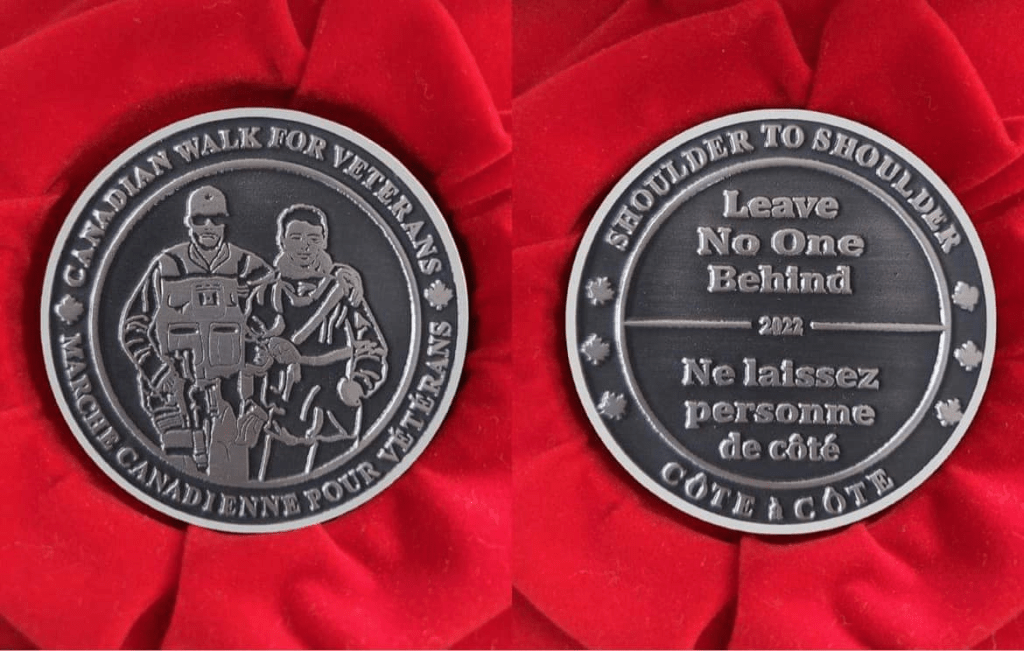 CANADIAN WALK FOR VETERANS
MARCHE CANADIENNE POUR VÉTÉRANS
SHOULDER TO SHOULDER
Leave
No One
Behind
2022
Ne laissez
personne
de côté
CÔTE à CÔTÉ